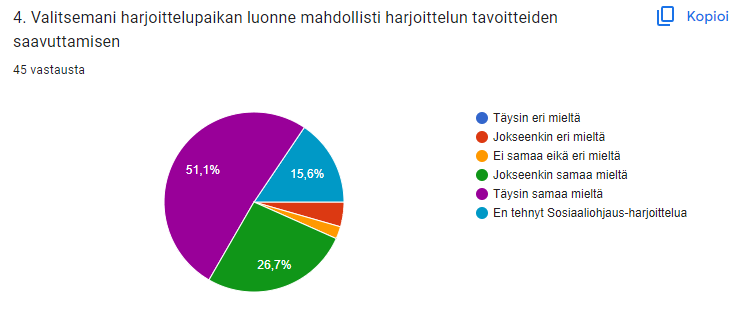 4. Valitsemani harjoittelupaikan luonne mahdollisti harjoittelun tavoitteiden
saavuttamisen
Kopioi
45 vastausta
51,1%
15,6%
26,7%
Täysin eri mieltä
Jokseenkin eri mieltä
Ei samaa eikä eri mieltä
Jokseenkin samaa mieltä
Täysin samaa mieltä
En tehnyt Sosiaaliohjaus-harjoittelua